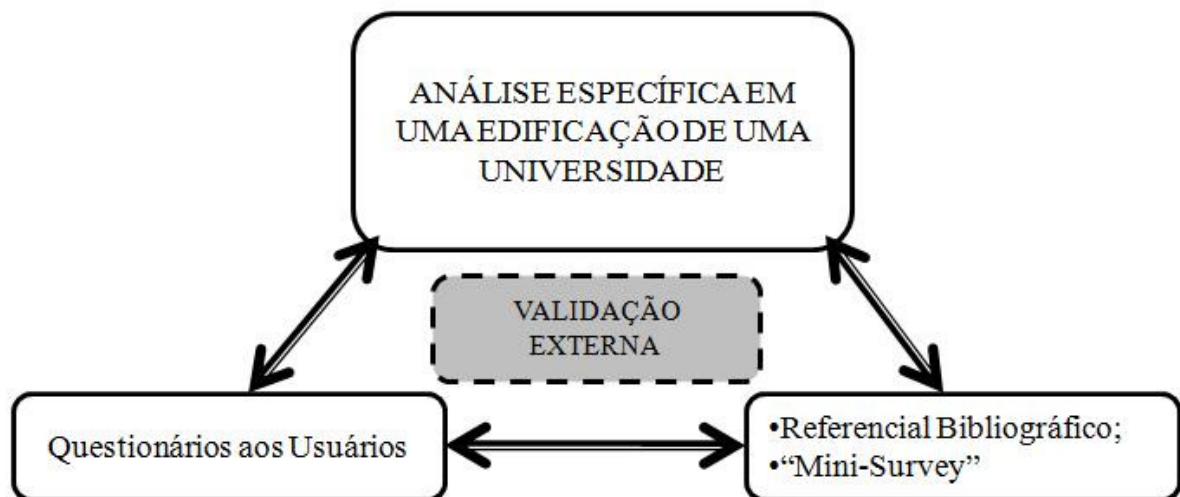 ANÁLISE ESPECÍFICA EM
UMA EDIFICAÇÃO DE UMA
UNIVERSIDADE
VALIDAÇÃO
EXTERNA
Questionários aos Usuários
•Referencial Bibliográfico;
•“Mini-Survey”